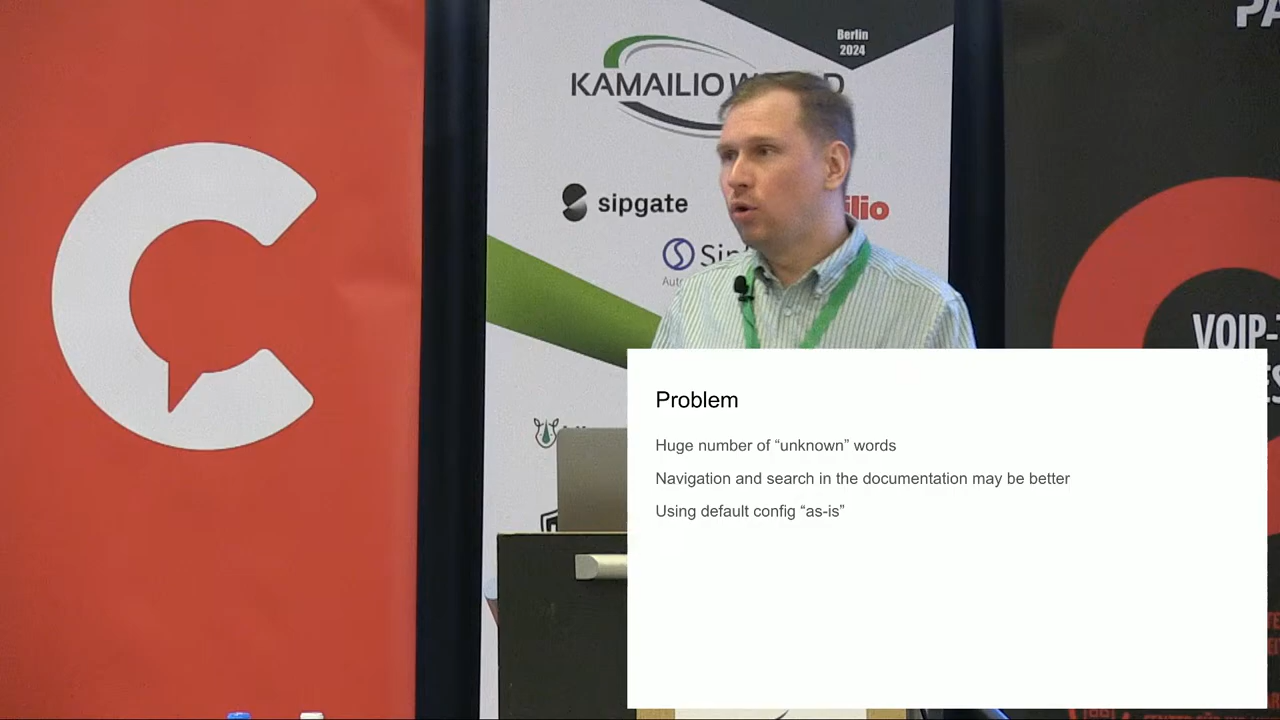 Berlin
2024
KAMAILIO
sipgate
Problem
Huge number of “unknown” words
Navigation and search in the documentation may be better
Using default config “as-is”